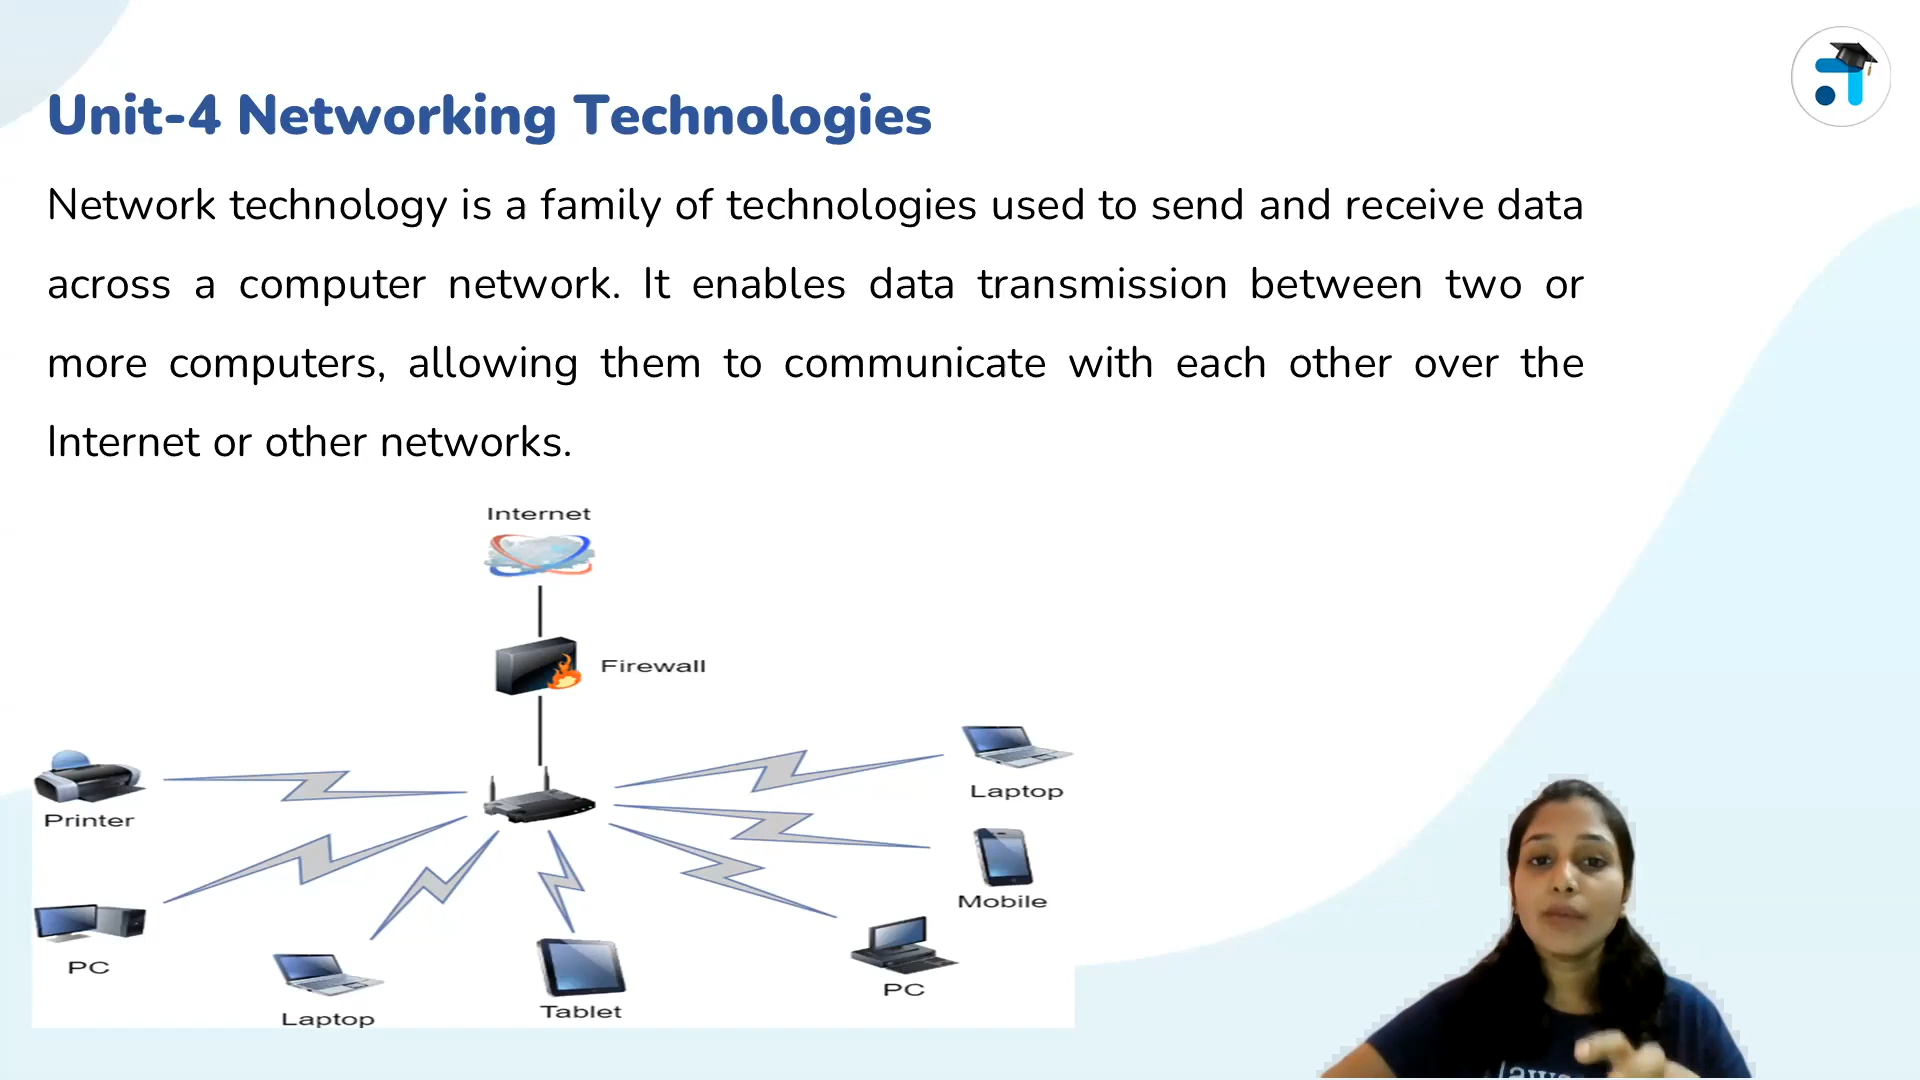 Unit-4 Networking Technologies
Network technology is a family of technologies used to send and receive data
across a computer network. It enables data transmission between two or
more computers, allowing them to communicate with each other over the
Internet or other networks.
Internet
Firewall
Laptop
Printer
Mobile
PC
PC
Tablet
Laptop